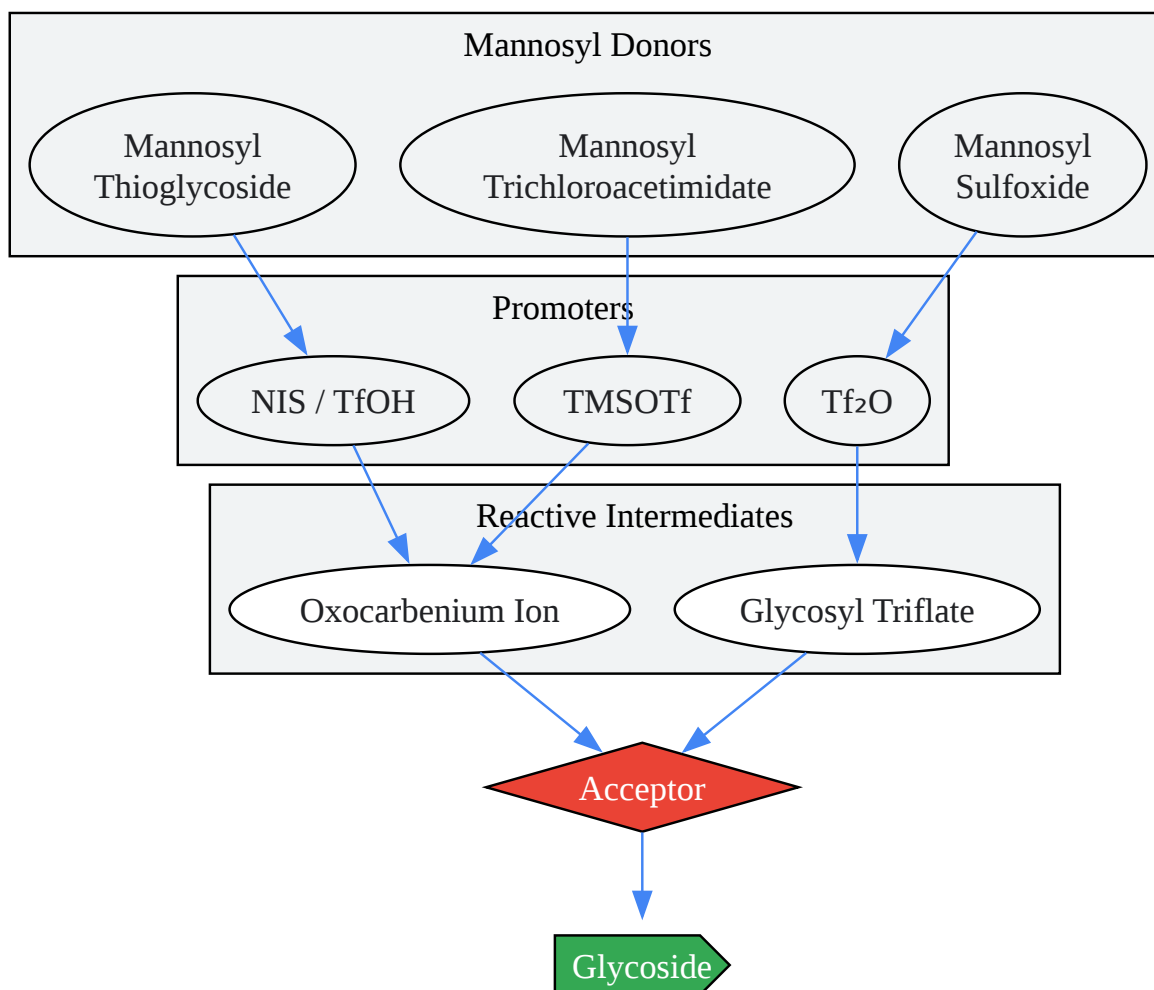 Mannosyl Donors
Mannosyl
Thioglycoside
Mannosyl
Trichloroacetimidate
Mannosyl
Sulfoxide
Promoters
NIS / TfOH
TMSOTf
Tf₂O
Reactive Intermediates
Oxocarbenium Ion
Glycosyl Triflate
Acceptor
Glycoside